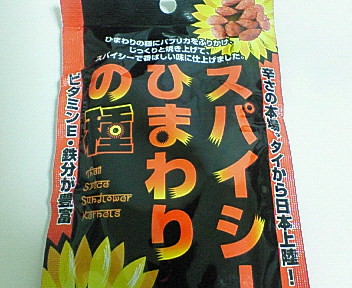 ひまわりの種にパプリカをふりかけ、
じっくりと焼き上げて、
スパイシーで香ばしい味に仕上げました。
辛さの本場、タイから日本上陸!
スパイシー
ひまわり
の種
Thai
Spice
Sunflower
Kernels
ビタミンE・鉄分が豊富